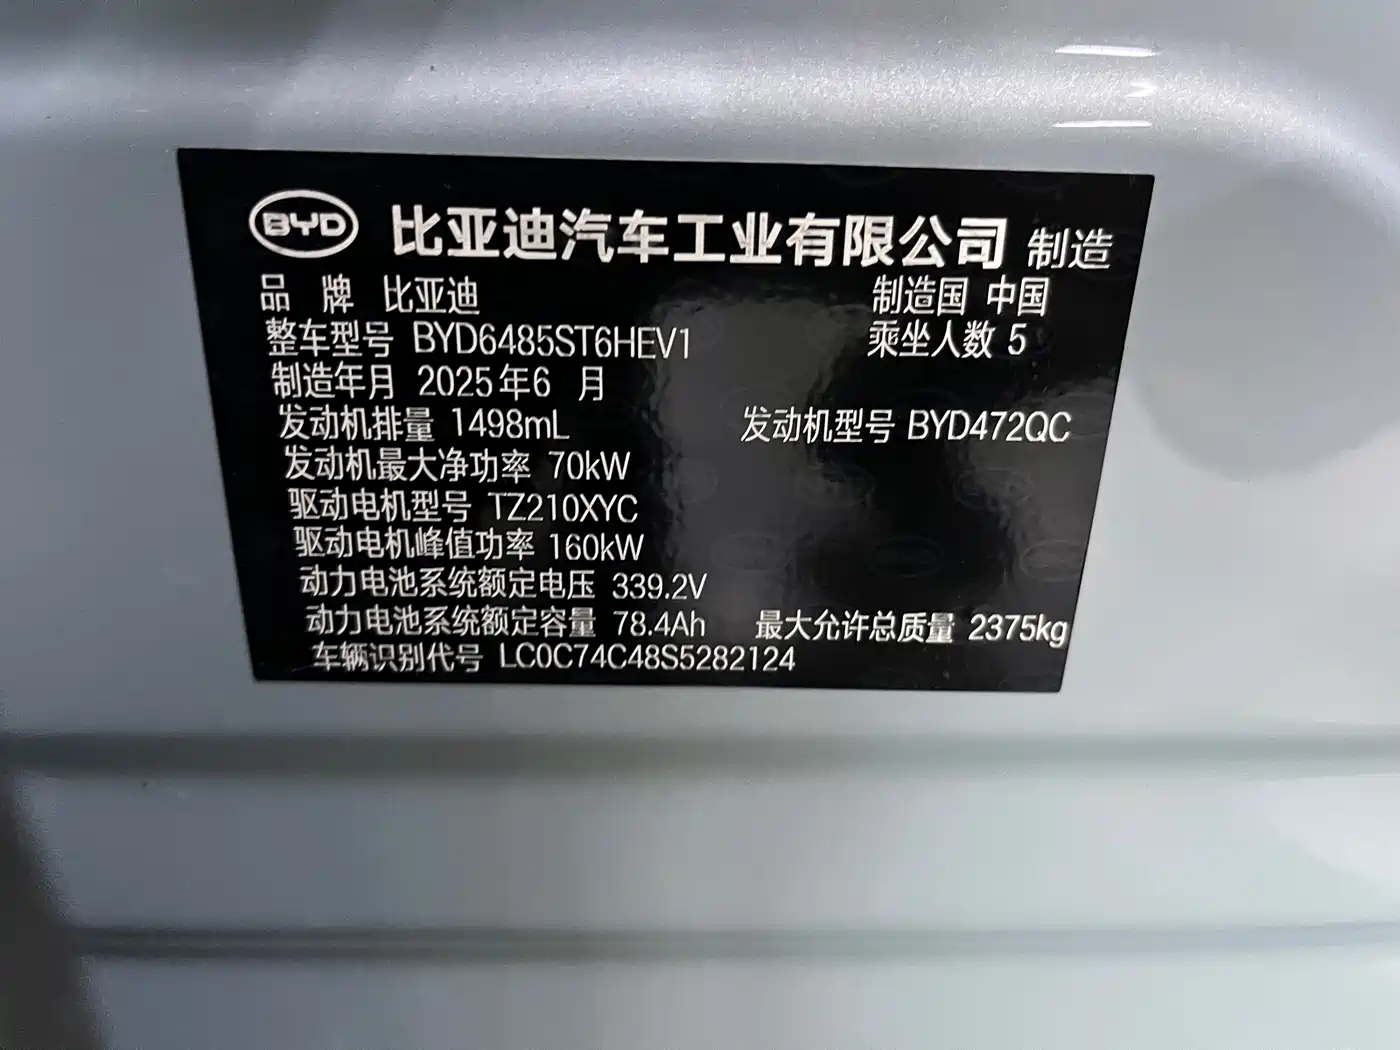 BYD 比亚迪汽车工业有限公司 制造
品 牌 比亚迪 制造国 中国
整车型号 BYD6485ST6HEV1 乘坐人数 5
制造年月 2025年6 月
发动机排量 1498mL 发动机型号 BYD472QC
发动机最大净功率 70kW
驱动电机型号 TZ210XYC
驱动电机峰值功率 160kW
动力电池系统额定电压 339.2V
动力电池系统额定容量 78.4Ah 最大允许总质量 2375kg
车辆识别代号 LC0C74C48S5282124